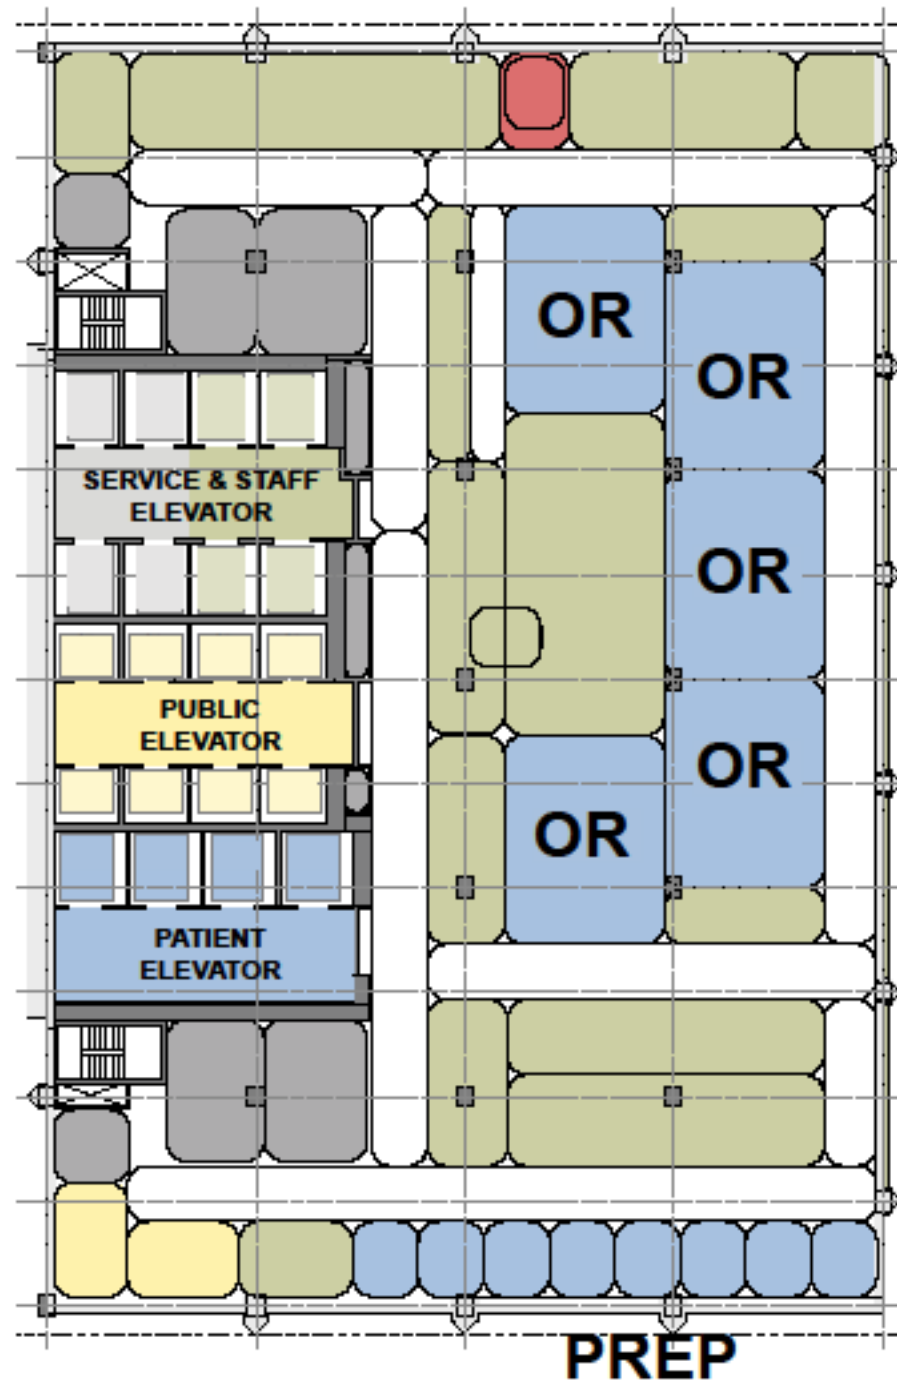 OR
OR
SERVICE & STAFF
ELEVATOR
OR
PUBLIC
ELEVATOR
OR
OR
PATIENT
ELEVATOR
PREP